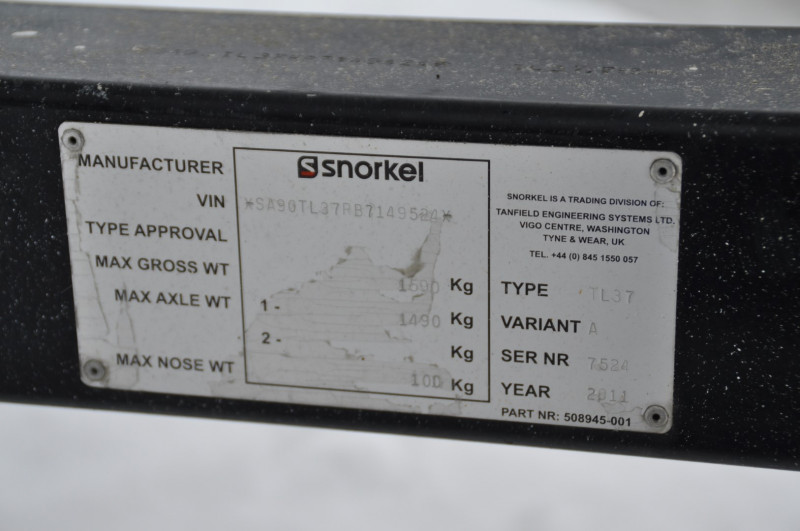 MANUFACTURER snorkel
VIN
TYPE APPROVAL
MAX GROSS WT 1600 Kg
MAX AXLE WT 1 - 1490 Kg
2 - Kg
MAX NOSE WT 100 Kg
SNORKEL IS A TRADING DIVISION OF:
TANFIELD ENGINEERING SYSTEMS LTD,
VIGO CENTRE, WASHINGTON
TYNE & WEAR, UK
TEL. +44 (0) 845 1550 057
TYPE TL37
VARIANT A
SER NR 7524
YEAR 2011
PART NR: 508945-001